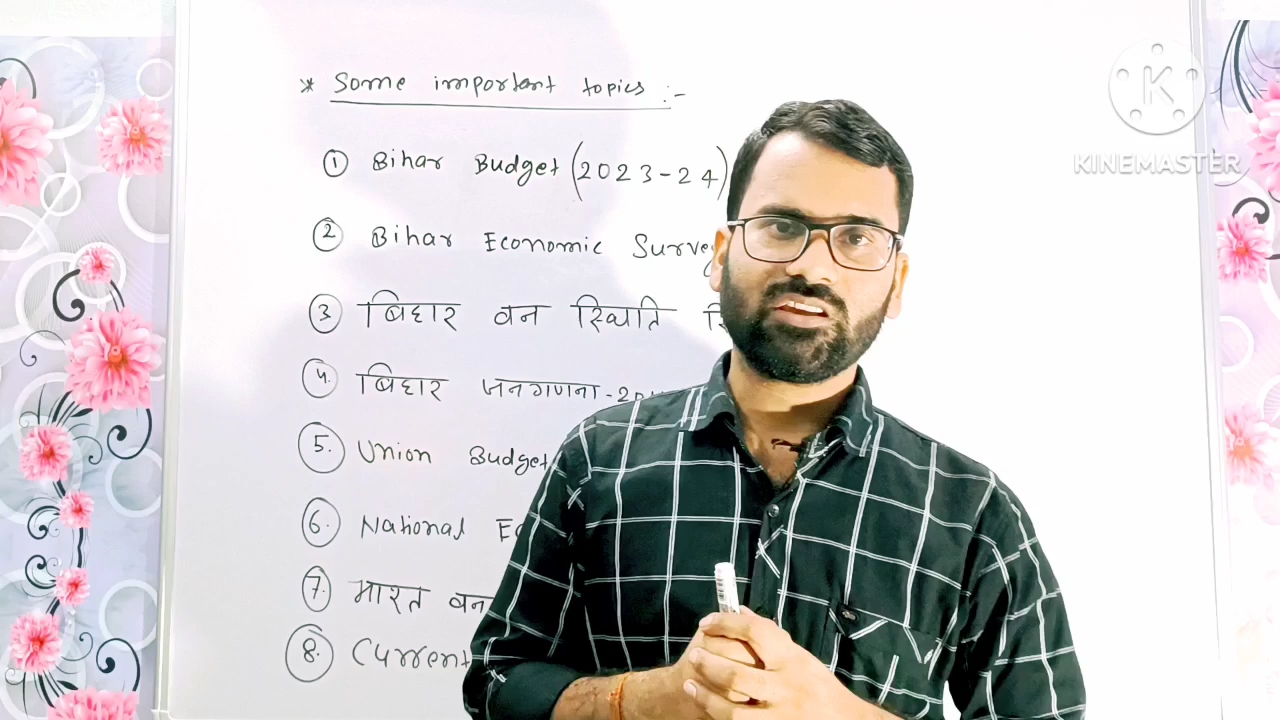 * Some important topics :-
① Bihar Budget (2023-24)
② Bihar Economic Survey
③ बिहार वन स्थिति
④ बिहार जनगणना-20
⑤ Union Budget
⑥ National
⑦ भारत वन
⑧ Current
K
KINEMASTER